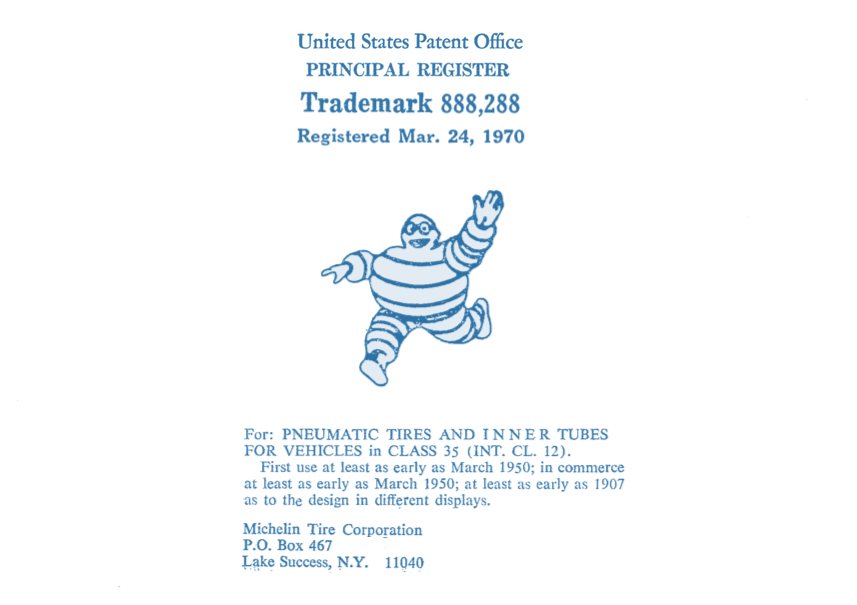 United States Patent Office
PRINCIPAL REGISTER
Trademark 888,288
Registered Mar. 24, 1970
For: PNEUMATIC TIRES AND INNER TUBES
FOR VEHICLES in CLASS 35 (INT. CL. 12).
First use at least as early as March 1950; in commerce
at least as early as March 1950; at least as early as 1907
as to the design in different displays.
Michelin Tire Corporation
P.O. Box 467
Lake Success, N.Y. 11040